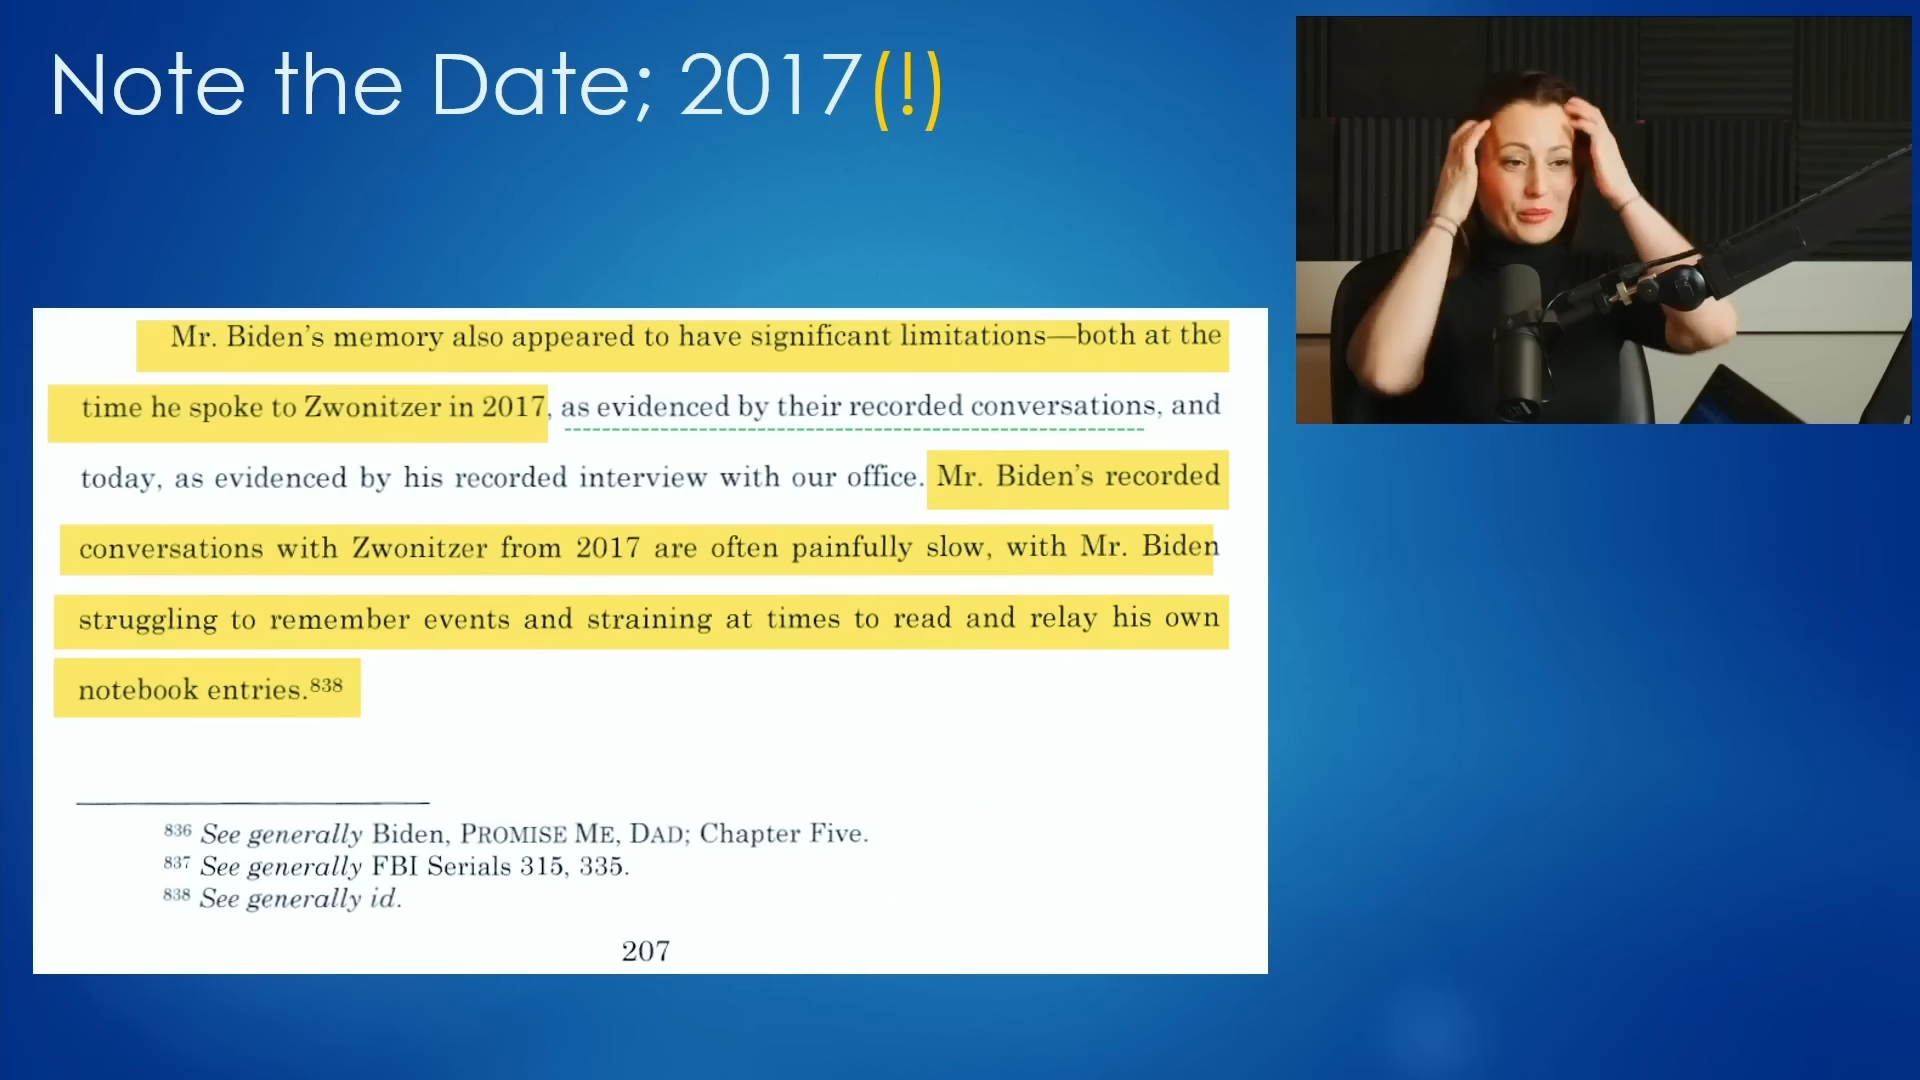 Note the Date; 2017(!)
Mr. Biden’s memory also appeared to have significant limitations—both at the
time he spoke to Zwonitzer in 2017, as evidenced by their recorded conversations, and
today, as evidenced by his recorded interview with our office. Mr. Biden’s recorded
conversations with Zwonitzer from 2017 are often painfully slow, with Mr. Biden
struggling to remember events and straining at times to read and relay his own
notebook entries.⁸³⁸
⁸³⁶ See generally Biden, PROMISE ME, DAD; Chapter Five.
⁸³⁷ See generally FBI Serials 315, 335.
⁸³⁸ See generally id.
207